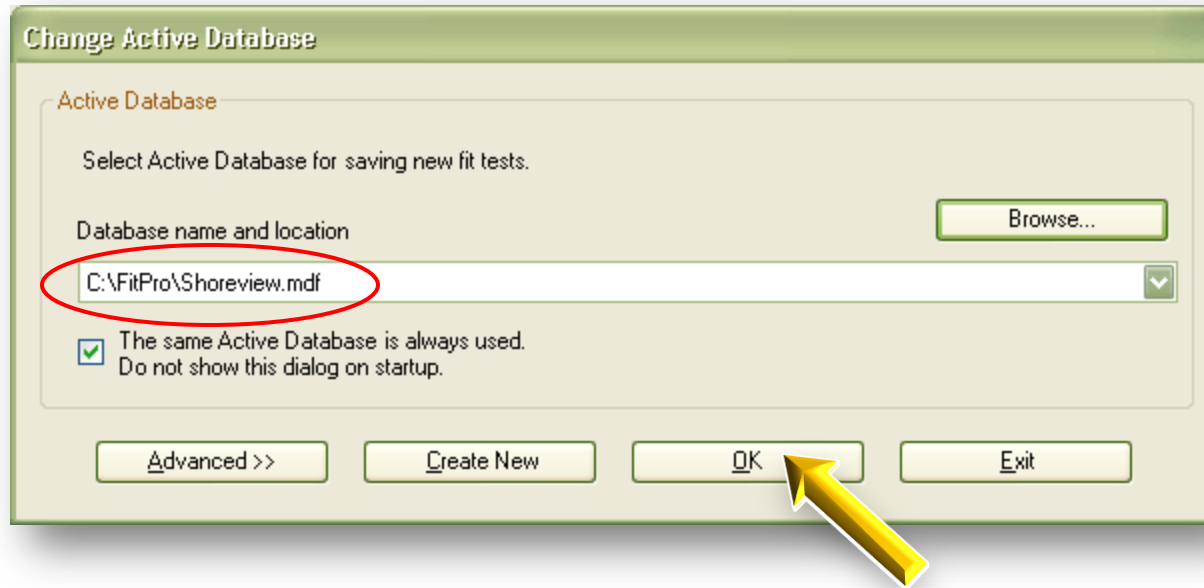 Change Active Database
Active Database
Select Active Database for saving new fit tests.
Browse...
Database name and location
C:\FitPro\Shoreview.mdf
The same Active Database is always used.
Do not show this dialog on startup.
Advanced >>
Create New
OK
Exit